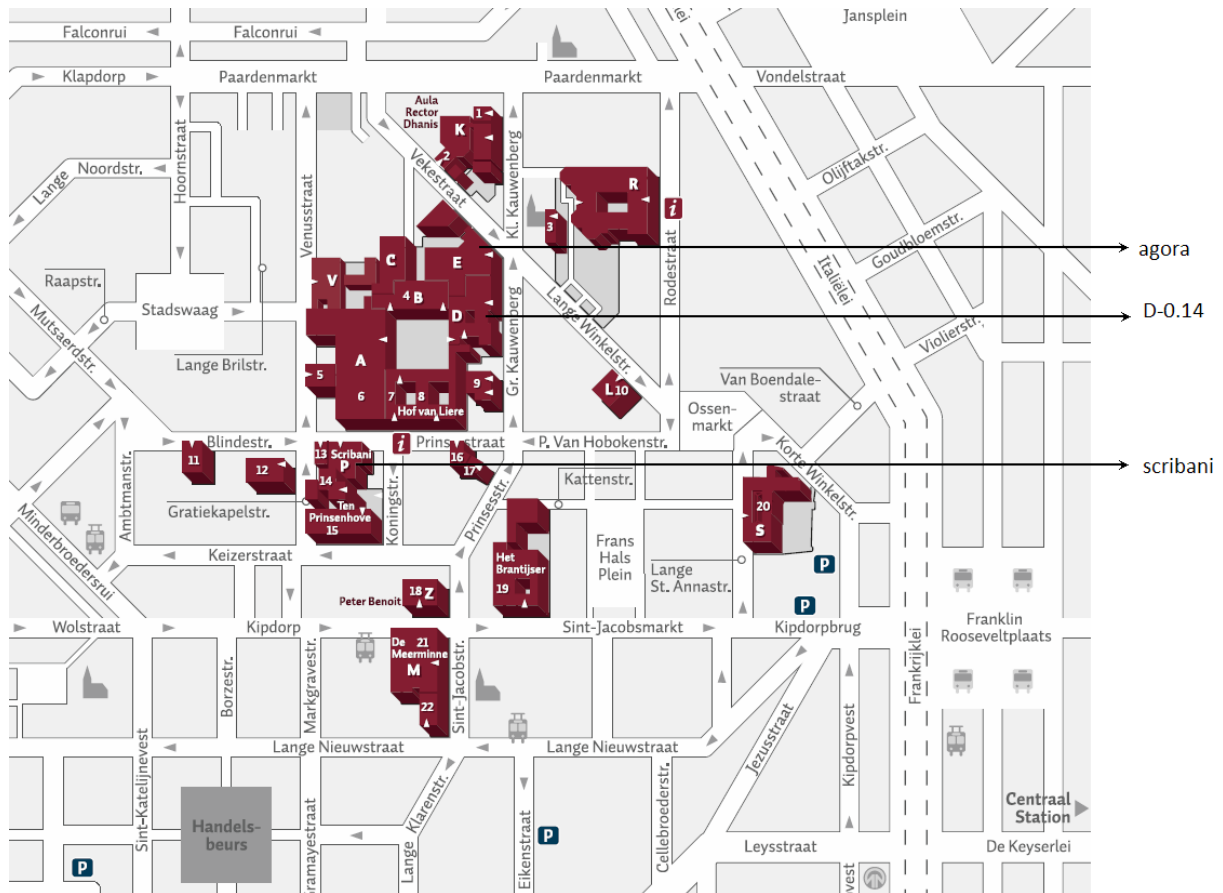 Falconrui
Falconrui
Jansplein
Klapdorp
Paardenmarkt
Paardenmarkt
Vondelstraat
Aula
Rector
Dhanis
1
K
2
Vekestraat
Kl. Kauwenberg
Noordstr.
Lange
Hoornstraat
Venusstraat
R
i
3
Rodestraat
Italiëlei
Olijftakstr.
Goudbloemstr.
Violierstr.
agora
D-0.14
Raapstr.
Stadswaag
Mutsaerdstr.
Lange Brilstr.
V
C
4 B
E
D
A
5
6
7
8
9
Hof van Liere
Gr. Kauwenberg
Lange Winkelstr.
L 10
Van Boendale-
straat
Ossen-
markt
Korte Winkelstr.
Blindestr.
i
Prinsstraat
P. Van Hobokenstr.
11
12
13 Scribani
P
14
Ten
Prinsenhove
15
16
17
Kattenstr.
scribani
Ambtmanstr.
Gratiekapelstr.
Koningstr.
Prinsesstr.
20
S
Minderbroedersrui
Keizerstraat
Het
Brantijser
19
Frans
Hals
Plein
Lange
St. Annastr.
P
P
Peter Benoit
18 Z
Wolstraat
Kipdorp
Sint-Jacobsmarkt
Kipdorpbrug
Franklin
Rooseveltplaats
De
Meerminne
21
M
22
Borzestr.
Markgravestr.
Sint-Jacobstr.
Frankrijklei
Sint-Katelijnevest
Lange Nieuwstraat
Lange Nieuwstraat
Jezusstraat
Kipdorpvest
Handels-
beurs
Lange Klarenstr.
Eikenstraat
P
Cellebroederstr.
Centraal
Station
Leysstraat
De Keyserlei
P